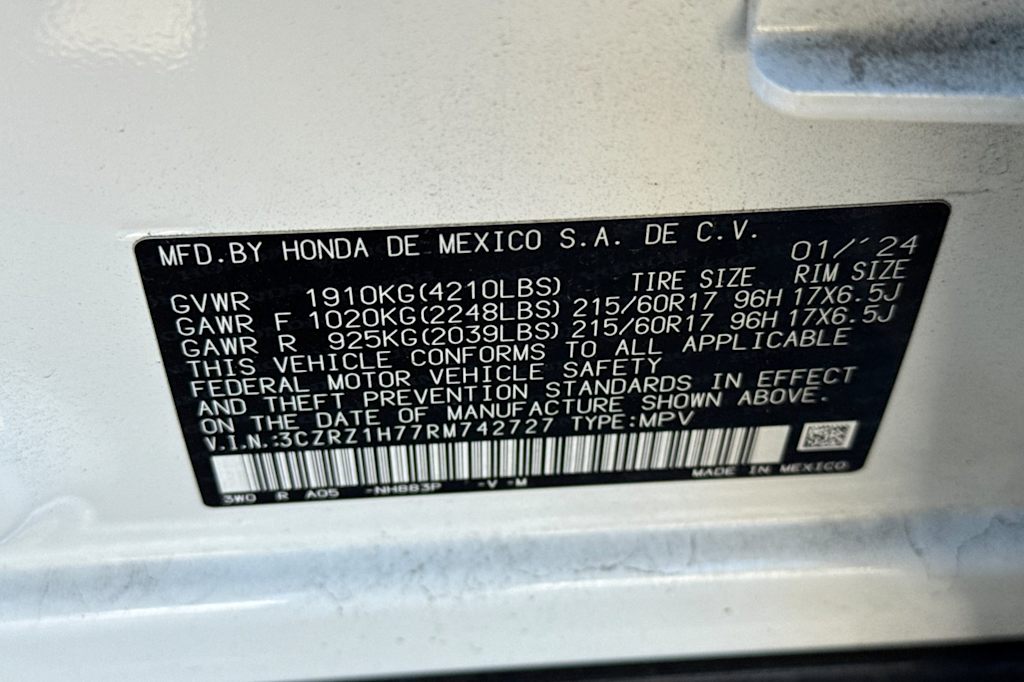 MFD.BY HONDA DE MEXICO S.A. DE C.V. 01/'24
TIRE SIZE RIM SIZE
GVWR 1910KG(4210LBS)
GAWR F 1020KG(2248LBS) 215/60R17 96H 17X6.5J
GAWR R 925KG(2039LBS) 215/60R17 96H 17X6.5J
THIS VEHICLE CONFORMS TO ALL APPLICABLE
FEDERAL MOTOR VEHICLE SAFETY
AND THEFT PREVENTION STANDARDS IN EFFECT
ON THE DATE OF MANUFACTURE SHOWN ABOVE.
V.I.N.:3CZRZ1H77RM742727 TYPE:MPV
MADE IN MEXICO
3W0 R A05 -NH883P -V -M